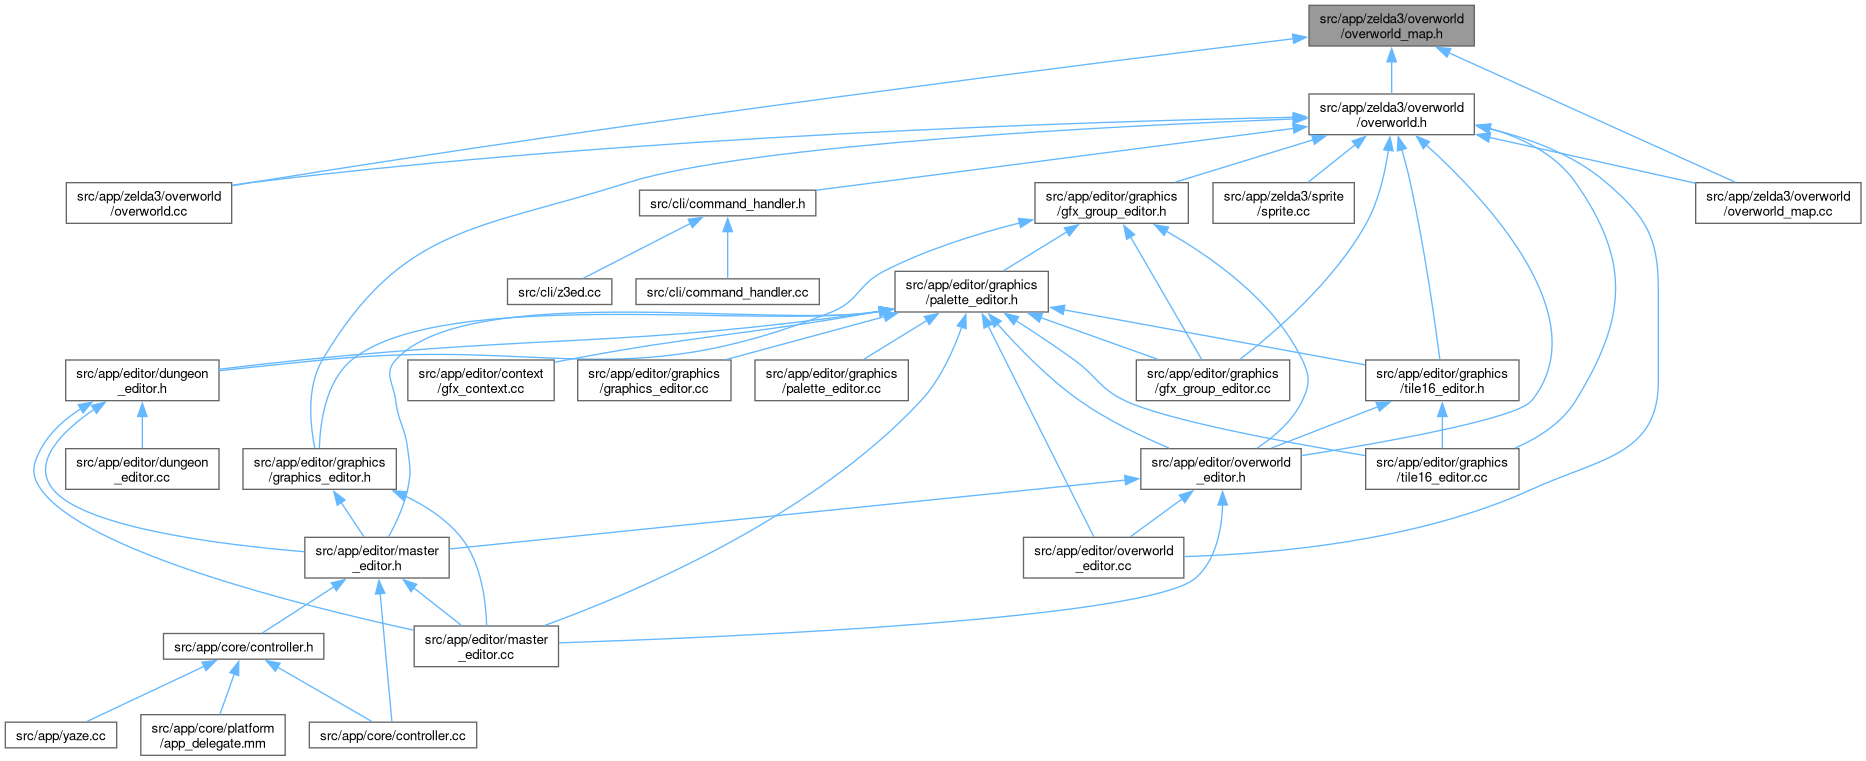 src/app/zelda3/overworld
/overworld_map.h
src/app/zelda3/overworld
/overworld.h
src/app/zelda3/overworld
/overworld.cc
src/cli/command_handler.h
src/app/editor/graphics
/gfx_group_editor.h
src/app/zelda3/sprite
/sprite.cc
src/app/zelda3/overworld
/overworld_map.cc
src/cli/z3ed.cc
src/cli/command_handler.cc
src/app/editor/graphics
/palette_editor.h
src/app/editor/dungeon
_editor.h
src/app/editor/context
/gfx_context.cc
src/app/editor/graphics
/graphics_editor.cc
src/app/editor/graphics
/palette_editor.cc
src/app/editor/graphics
/gfx_group_editor.cc
src/app/editor/graphics
/tile16_editor.h
src/app/editor/dungeon
_editor.cc
src/app/editor/graphics
/graphics_editor.h
src/app/editor/overworld
_editor.h
src/app/editor/graphics
/tile16_editor.cc
src/app/editor/master
_editor.h
src/app/editor/overworld
_editor.cc
src/app/core/controller.h
src/app/editor/master
_editor.cc
src/app/yaze.cc
src/app/core/platform
/app_delegate.mm
src/app/core/controller.cc